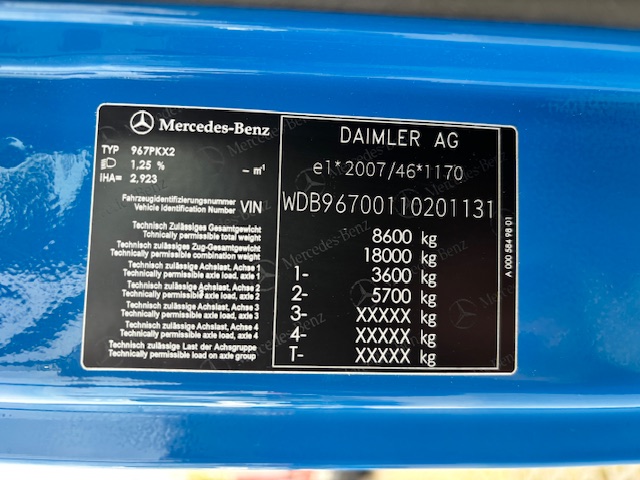 Mercedes-Benz
TYP 967PKX2
1,25 % – m⁻¹
IHA= 2,923
Fahrzeugidentifizierungsnummer
Vehicle Identification Number VIN
Technisch Zulässiges Gesamtgewicht
Tchnically permissible total weight
Technisch zulässiges Zug-Gesamtgewicht
Technically permissible combination weight
Technisch zulässige Achslast, Achse 1
Technically permissible axle load, axle 1
Technisch zulässige Achslast, Achse 2
Technically permissible axle load, axle 2
Technisch zulässige Achslast, Achse 3
Technically permissible axle load, axle 3
Technisch zulässige Achslast, Achse 4
Technically permissible axle load, axle 4
Technisch zulässige Last der Achsgruppe
Technically permissible load on axle group
DAIMLER AG
e1*2007/46*1170
WDB96700110201131
8600 kg
18000 kg
1- 3600 kg
2- 5700 kg
3- XXXXX kg
4- XXXXX kg
T- XXXXX kg
A 000 584 98 01